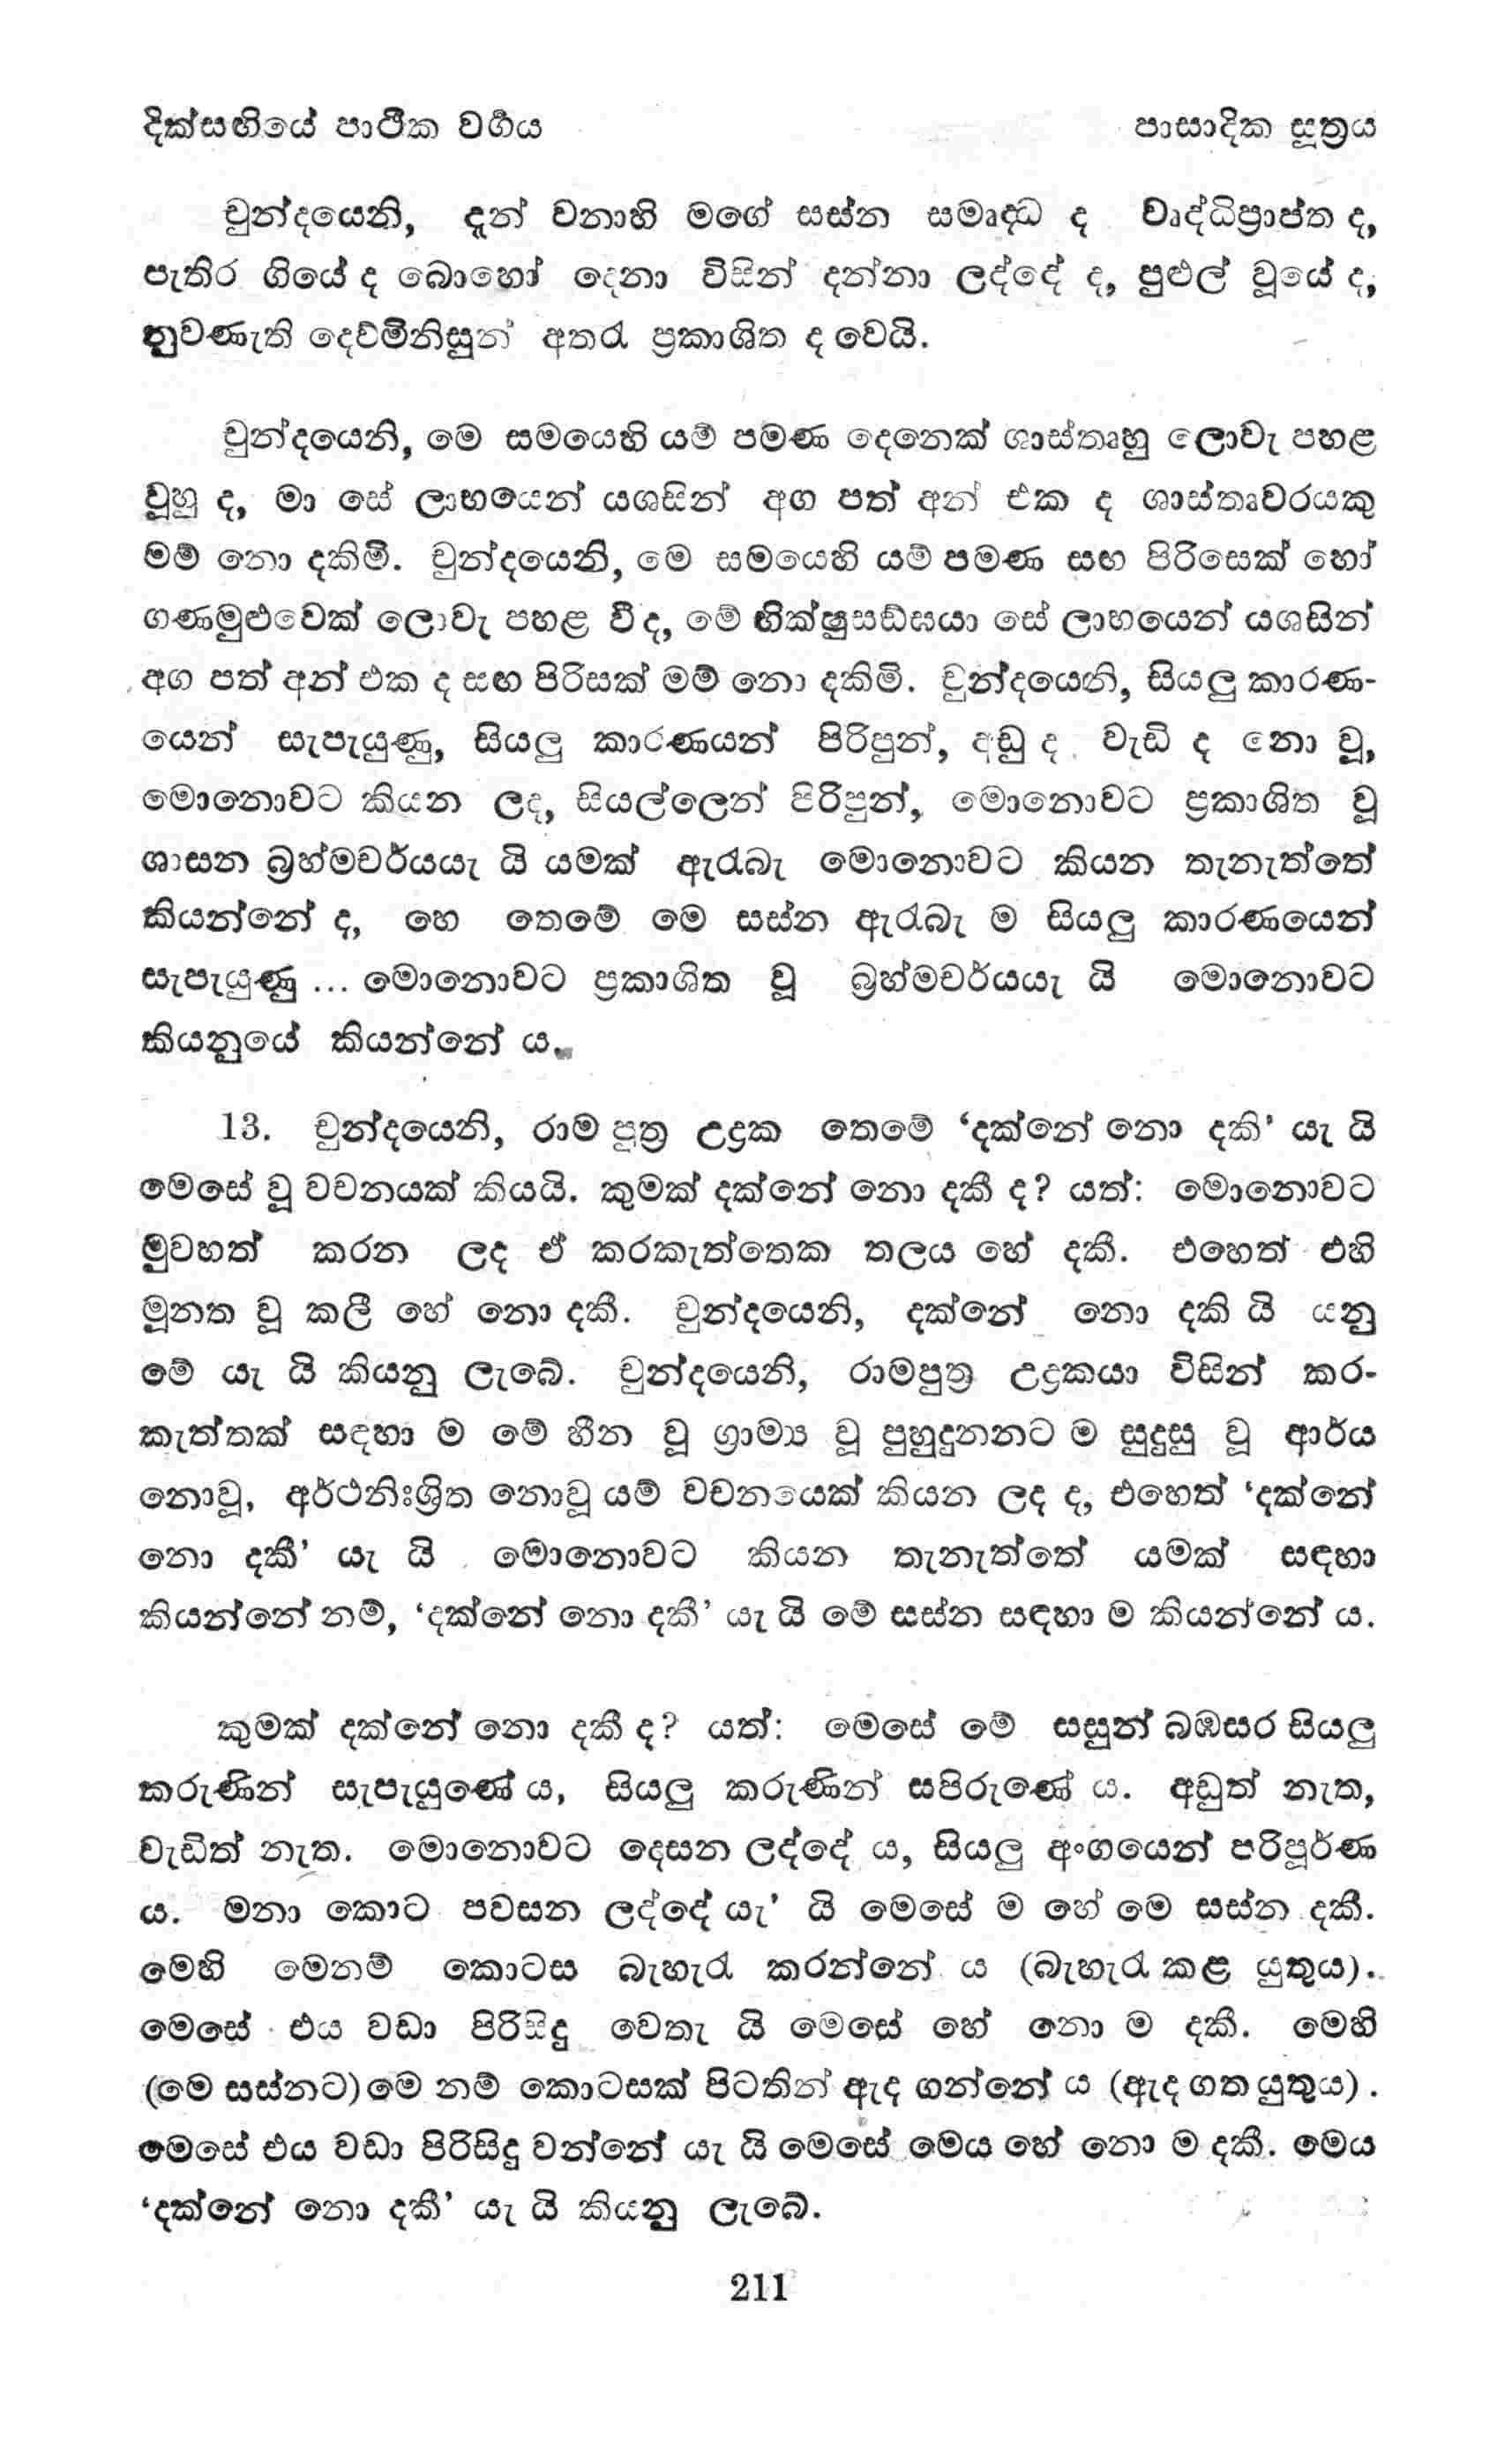 දික්සඟියේ පාථික වර්‍ගය
පාසාදික සූත්‍රය
චුන්දයෙනි, දැන් වනාහි මගේ සස්න සමෘද්ධ ද වෘද්ධිප්‍රාප්ත ද,
පැතිර ගියේ ද බොහෝ දෙනා විසින් දන්නා ලද්දේ ද, පුළුල් වූයේ ද,
නුවණැති දෙව්මිනිසුන් අතරැ ප්‍රකාශිත ද වෙයි.
චුන්දයෙනි, මෙ සමයෙහි යම් පමණ දෙනෙක් ශාස්තෘහු ලොවැ පහළ
වූහු ද, මා සේ ලාභයෙන් යශසින් අග පත් අන් එක ද ශාස්තෘවරයකු
මම් නො දකිමි. චුන්දයෙනි, මෙ සමයෙහි යම් පමණ සඟ පිරිසෙක් හෝ
ගණමුළුවෙක් ලොවැ පහළ වී ද, මේ භික්ෂුසඞ්ඝයා සේ ලාභයෙන් යශසින්
අග පත් අන් එක ද සඟ පිරිසක් මම් නො දකිමි. චුන්දයෙනි, සියලු කාරණ-
යෙන් සැපැයුණු, සියලු කාරණයන් පිරිපුන්, අඩු ද වැඩි ද නො වූ,
මොනොවට කියන ලද, සියල්ලෙන් පිරිපුන්, මොනොවට ප්‍රකාශිත වූ
ශාසන බ්‍රහ්මචර්යයැ යි යමක් ඇරැබැ මොනොවට කියන තැනැත්තේ
කියන්නේ ද, හෙ තෙමේ මෙ සස්න ඇරැබැ ම සියලු කාරණයෙන්
සැපැයුණු ... මොනොවට ප්‍රකාශිත වූ බ්‍රහ්මචර්යයැ යි මොනොවට
කියනුයේ කියන්නේ ය.
13. චුන්දයෙනි, රාම පුත්‍ර උද්‍රක තෙමේ ‘දක්නේ නො දකි’ යැ යි
මෙසේ වූ වචනයක් කියයි. කුමක් දක්නේ නො දකී ද? යත්: මොනොවට
මුවහත් කරන ලද ඒ කරකැත්තෙක තලය හේ දකී. එහෙත් එහි
මූනත වූ කලී හේ නො දකී. චුන්දයෙනි, දක්නේ නො දකි යි යනු
මේ යැ යි කියනු ලැබේ. චුන්දයෙනි, රාමපුත්‍ර උද්‍රකයා විසින් කර-
කැත්තක් සඳහා ම මේ හීන වූ ග්‍රාම්‍ය වූ පුහුදුනනට ම සුදුසු වූ ආර්ය
නොවූ, අර්ථනිඃශ්‍රිත නොවූ යම් වචනයෙක් කියන ලද ද, එහෙත් ‘දක්නේ
නො දකී’ යැ යි මොනොවට කියන තැනැත්තේ යමක් සඳහා
කියන්නේ නම්, ‘දක්නේ නො දකී’ යැ යි මේ සස්න සඳහා ම කියන්නේ ය.
කුමක් දක්නේ නො දකී ද? යත්: මෙසේ මේ සසුන් බඹසර සියලු
කරුණින් සැපැයුණේ ය, සියලු කරුණින් සපිරුණේ ය. අඩුත් නැත,
වැඩිත් නැත. මොනොවට දෙසන ලද්දේ ය, සියලු අංගයෙන් පරිපූර්ණ
ය. මනා කොට පවසන ලද්දේ යැ’ යි මෙසේ ම හේ මෙ සස්න දකී.
මෙහි මෙනම් කොටස බැහැරැ කරන්නේ ය (බැහැරැ කළ යුතුය).
මෙසේ එය වඩා පිරිසිදු වෙතැ යි මෙසේ හේ නො ම දකී. මෙහි
(මෙ සස්නට) මෙ නම් කොටසක් පිටතින් ඇද ගන්නේ ය (ඇද ගත යුතුය).
මෙසේ එය වඩා පිරිසිදු වන්නේ යැ යි මෙසේ මෙය හේ නො ම දකී. මෙය
‘දක්නේ නො දකී’ යැ යි කියනු ලැබේ.
211